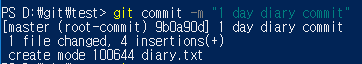 PS D:￦git￦test> git commit -m "1 day diary commit"
[master (root-commit) 9b0a90d] 1 day diary commit
 1 file changed, 4 insertions(+)
 create mode 100644 diary.txt